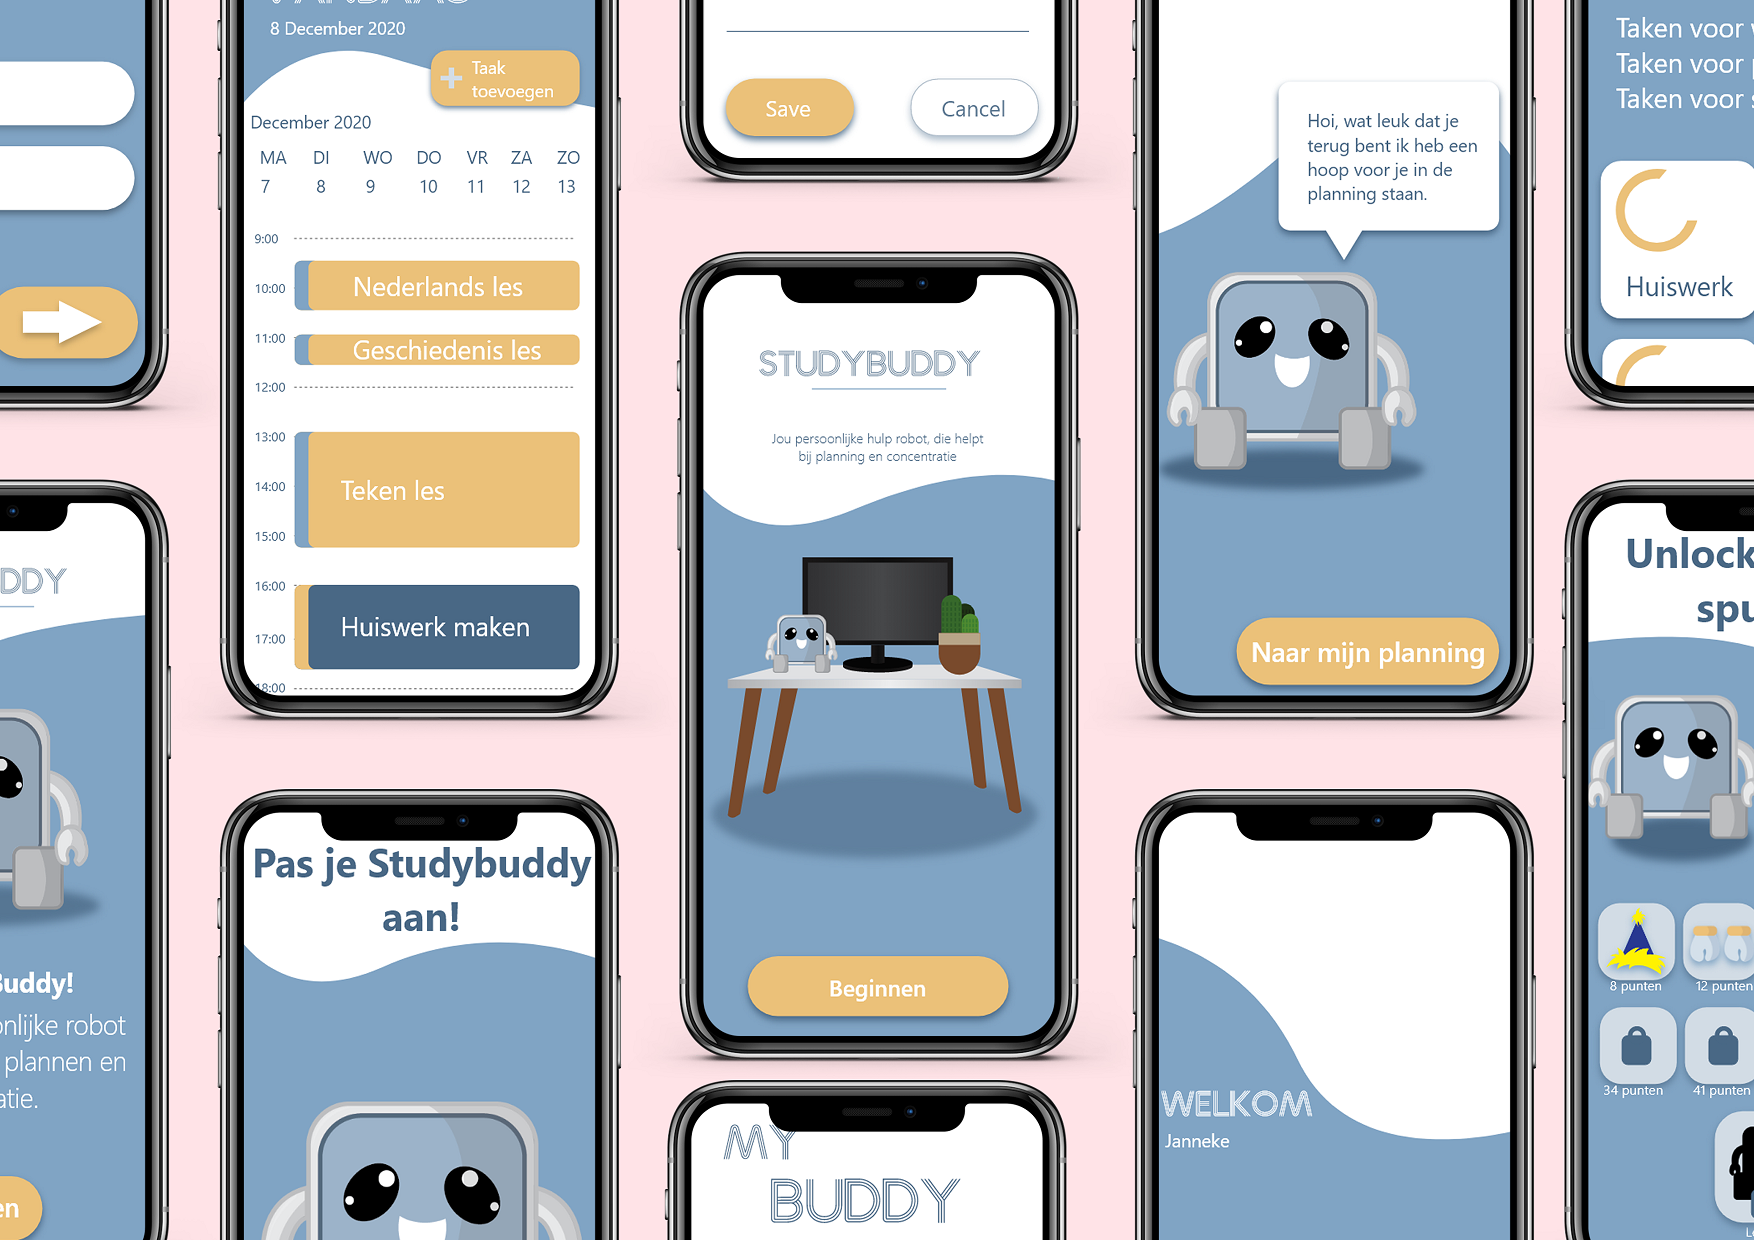 8 December 2020
Taak
toevoegen
December 2020
MA DI WO DO VR ZA ZO
7 8 9 10 11 12 13
9:00
10:00
Nederlands les
11:00
Geschiedenis les
12:00
13:00
14:00
Teken les
15:00
16:00
Huiswerk maken
17:00
18:00
Save
Cancel
Hoi, wat leuk dat je
terug bent ik heb een
hoop voor je in de
planning staan.
Naar mijn planning
Taken voor
Taken voor
Taken voor
Huiswerk
STUDYBUDDY
Jou persoonlijke hulp robot, die helpt
bij planning en concentratie
Beginnen
DDY
Buddy!
onlijke robot
plannen en
atie.
en
Pas je Studybuddy
aan!
MY
BUDDY
WELKOM
Janneke
Unlock
spu
8 punten
12 punten
34 punten
41 punten